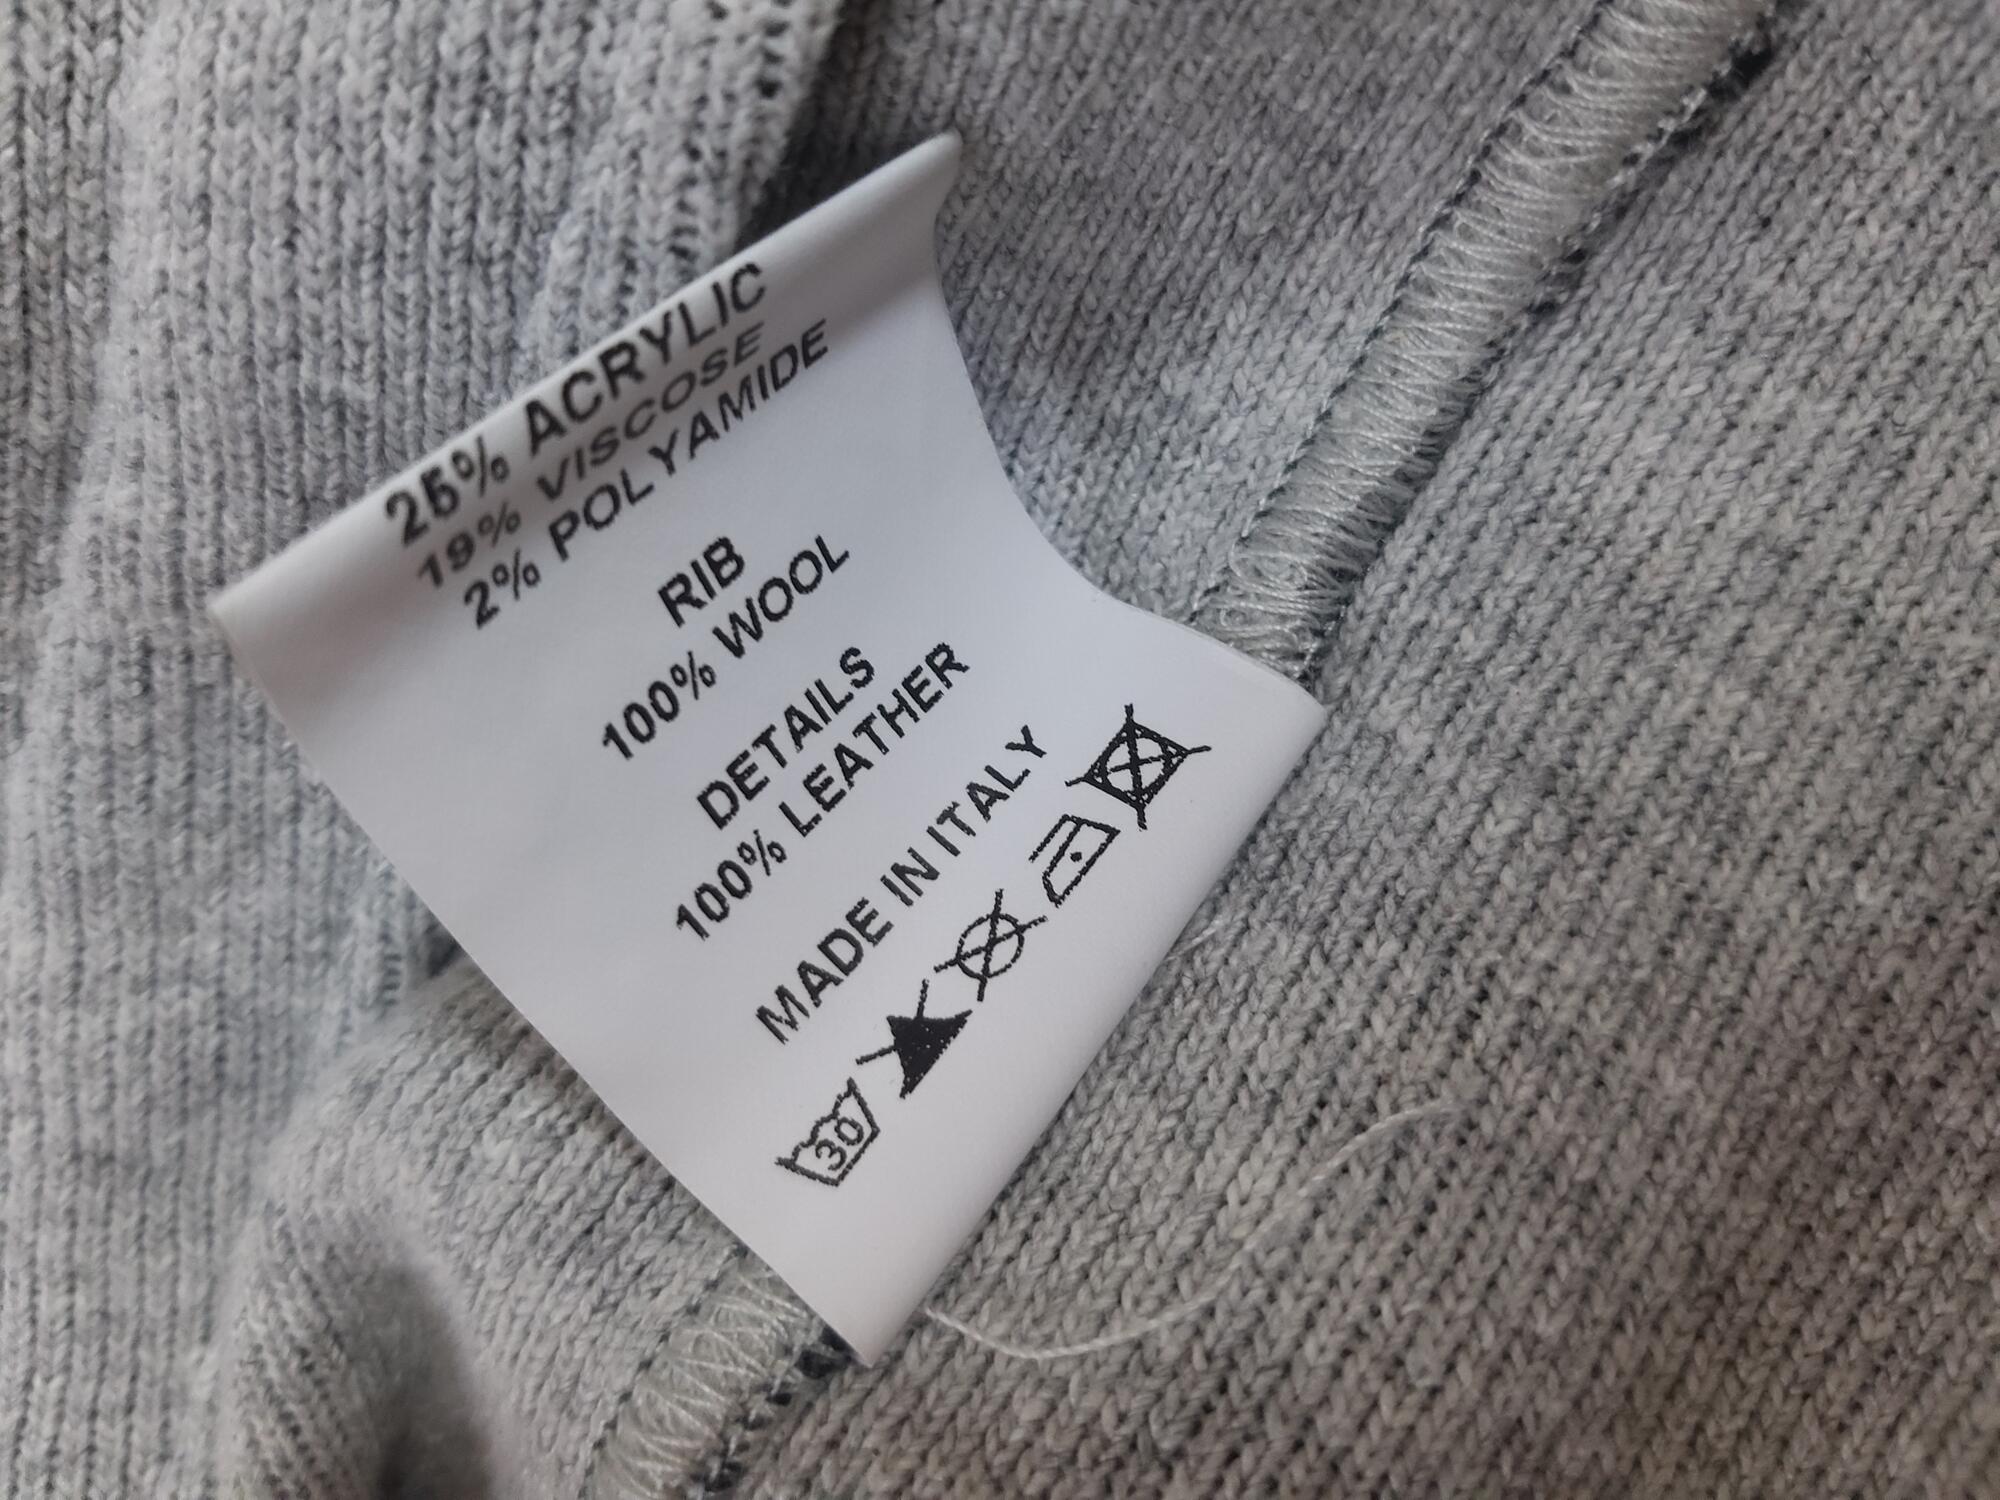 25% ACRYLIC
19% VISCOSE
2% POLYAMIDE
RIB
100% WOOL
DETAILS
100% LEATHER
MADE IN ITALY
30